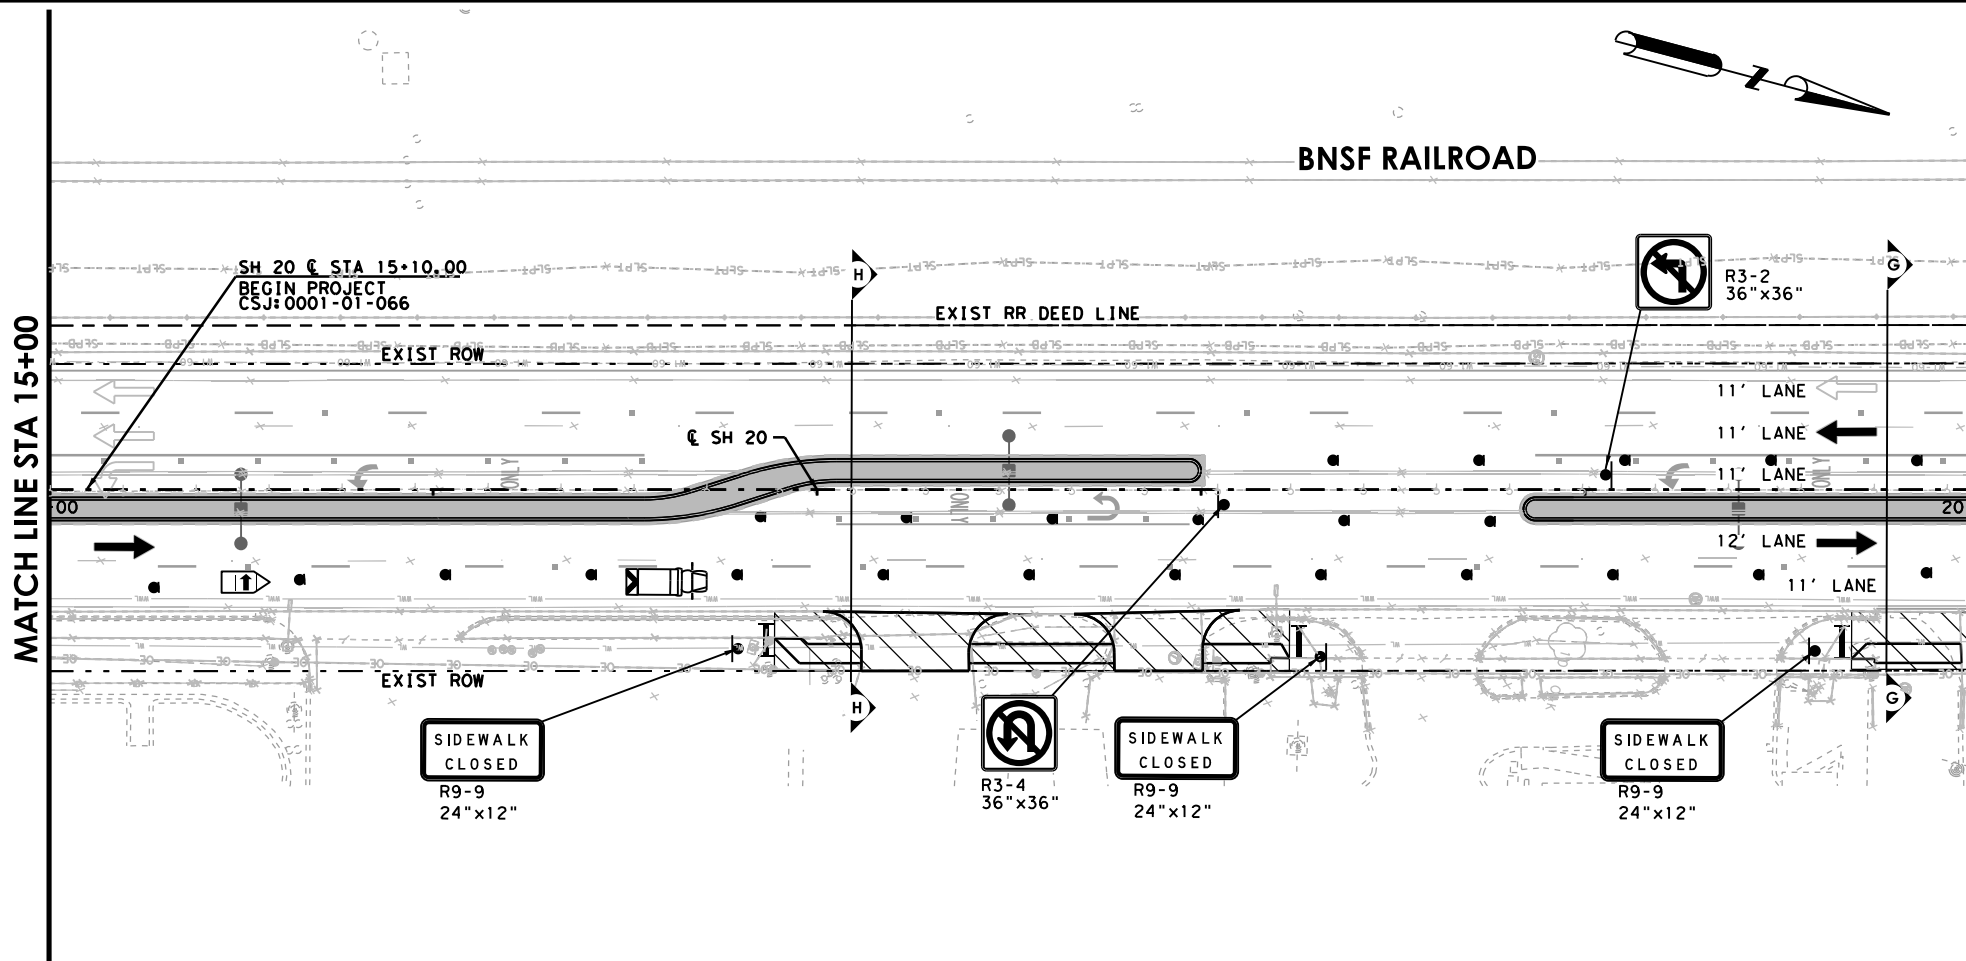 MATCH LINE STA 15+00
BNSF RAILROAD
SH 20 ℄ STA 15+10.00
BEGIN PROJECT
CSJ:0001-01-066
H
G
R3-2
36"x36"
EXIST RR DEED LINE
EXIST ROW
11' LANE
11' LANE
11' LANE
12' LANE
11' LANE
℄ SH 20
ONLY
ONLY
ONLY
00
20
EXIST ROW
H
G
SIDEWALK
CLOSED
R9-9
24"x12"
R3-4
36"x36"
SIDEWALK
CLOSED
R9-9
24"x12"
SIDEWALK
CLOSED
R9-9
24"x12"